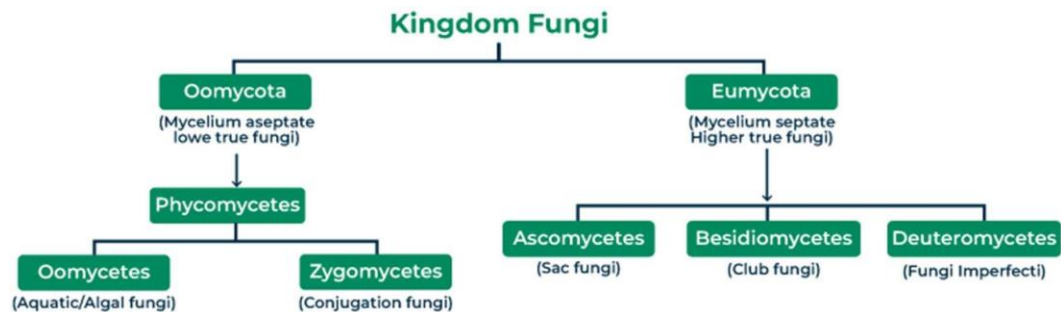 Kingdom Fungi
Oomycota
(Mycelium aseptate
lowe true fungi)
Eumycota
(Mycelium septate
Higher true fungi)
Phycomycetes
Oomycetes
(Aquatic/Algal fungi)
Zygomycetes
(Conjugation fungi)
Ascomycetes
(Sac fungi)
Besidiomycetes
(Club fungi)
Deuteromycetes
(Fungi Imperfecti)